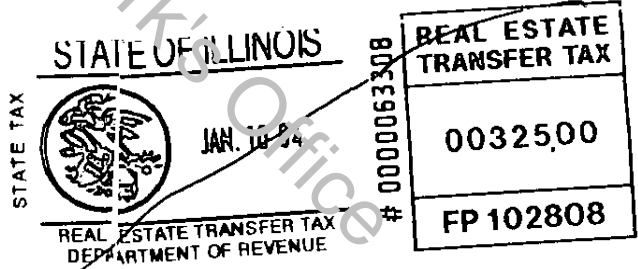 STATE OF ILLINOIS
STATE TAX
JAN. 10 04
REAL ESTATE TRANSFER TAX
DEPARTMENT OF REVENUE
# 0000063308
REAL ESTATE
TRANSFER TAX
00325,00
FP 102808
Office